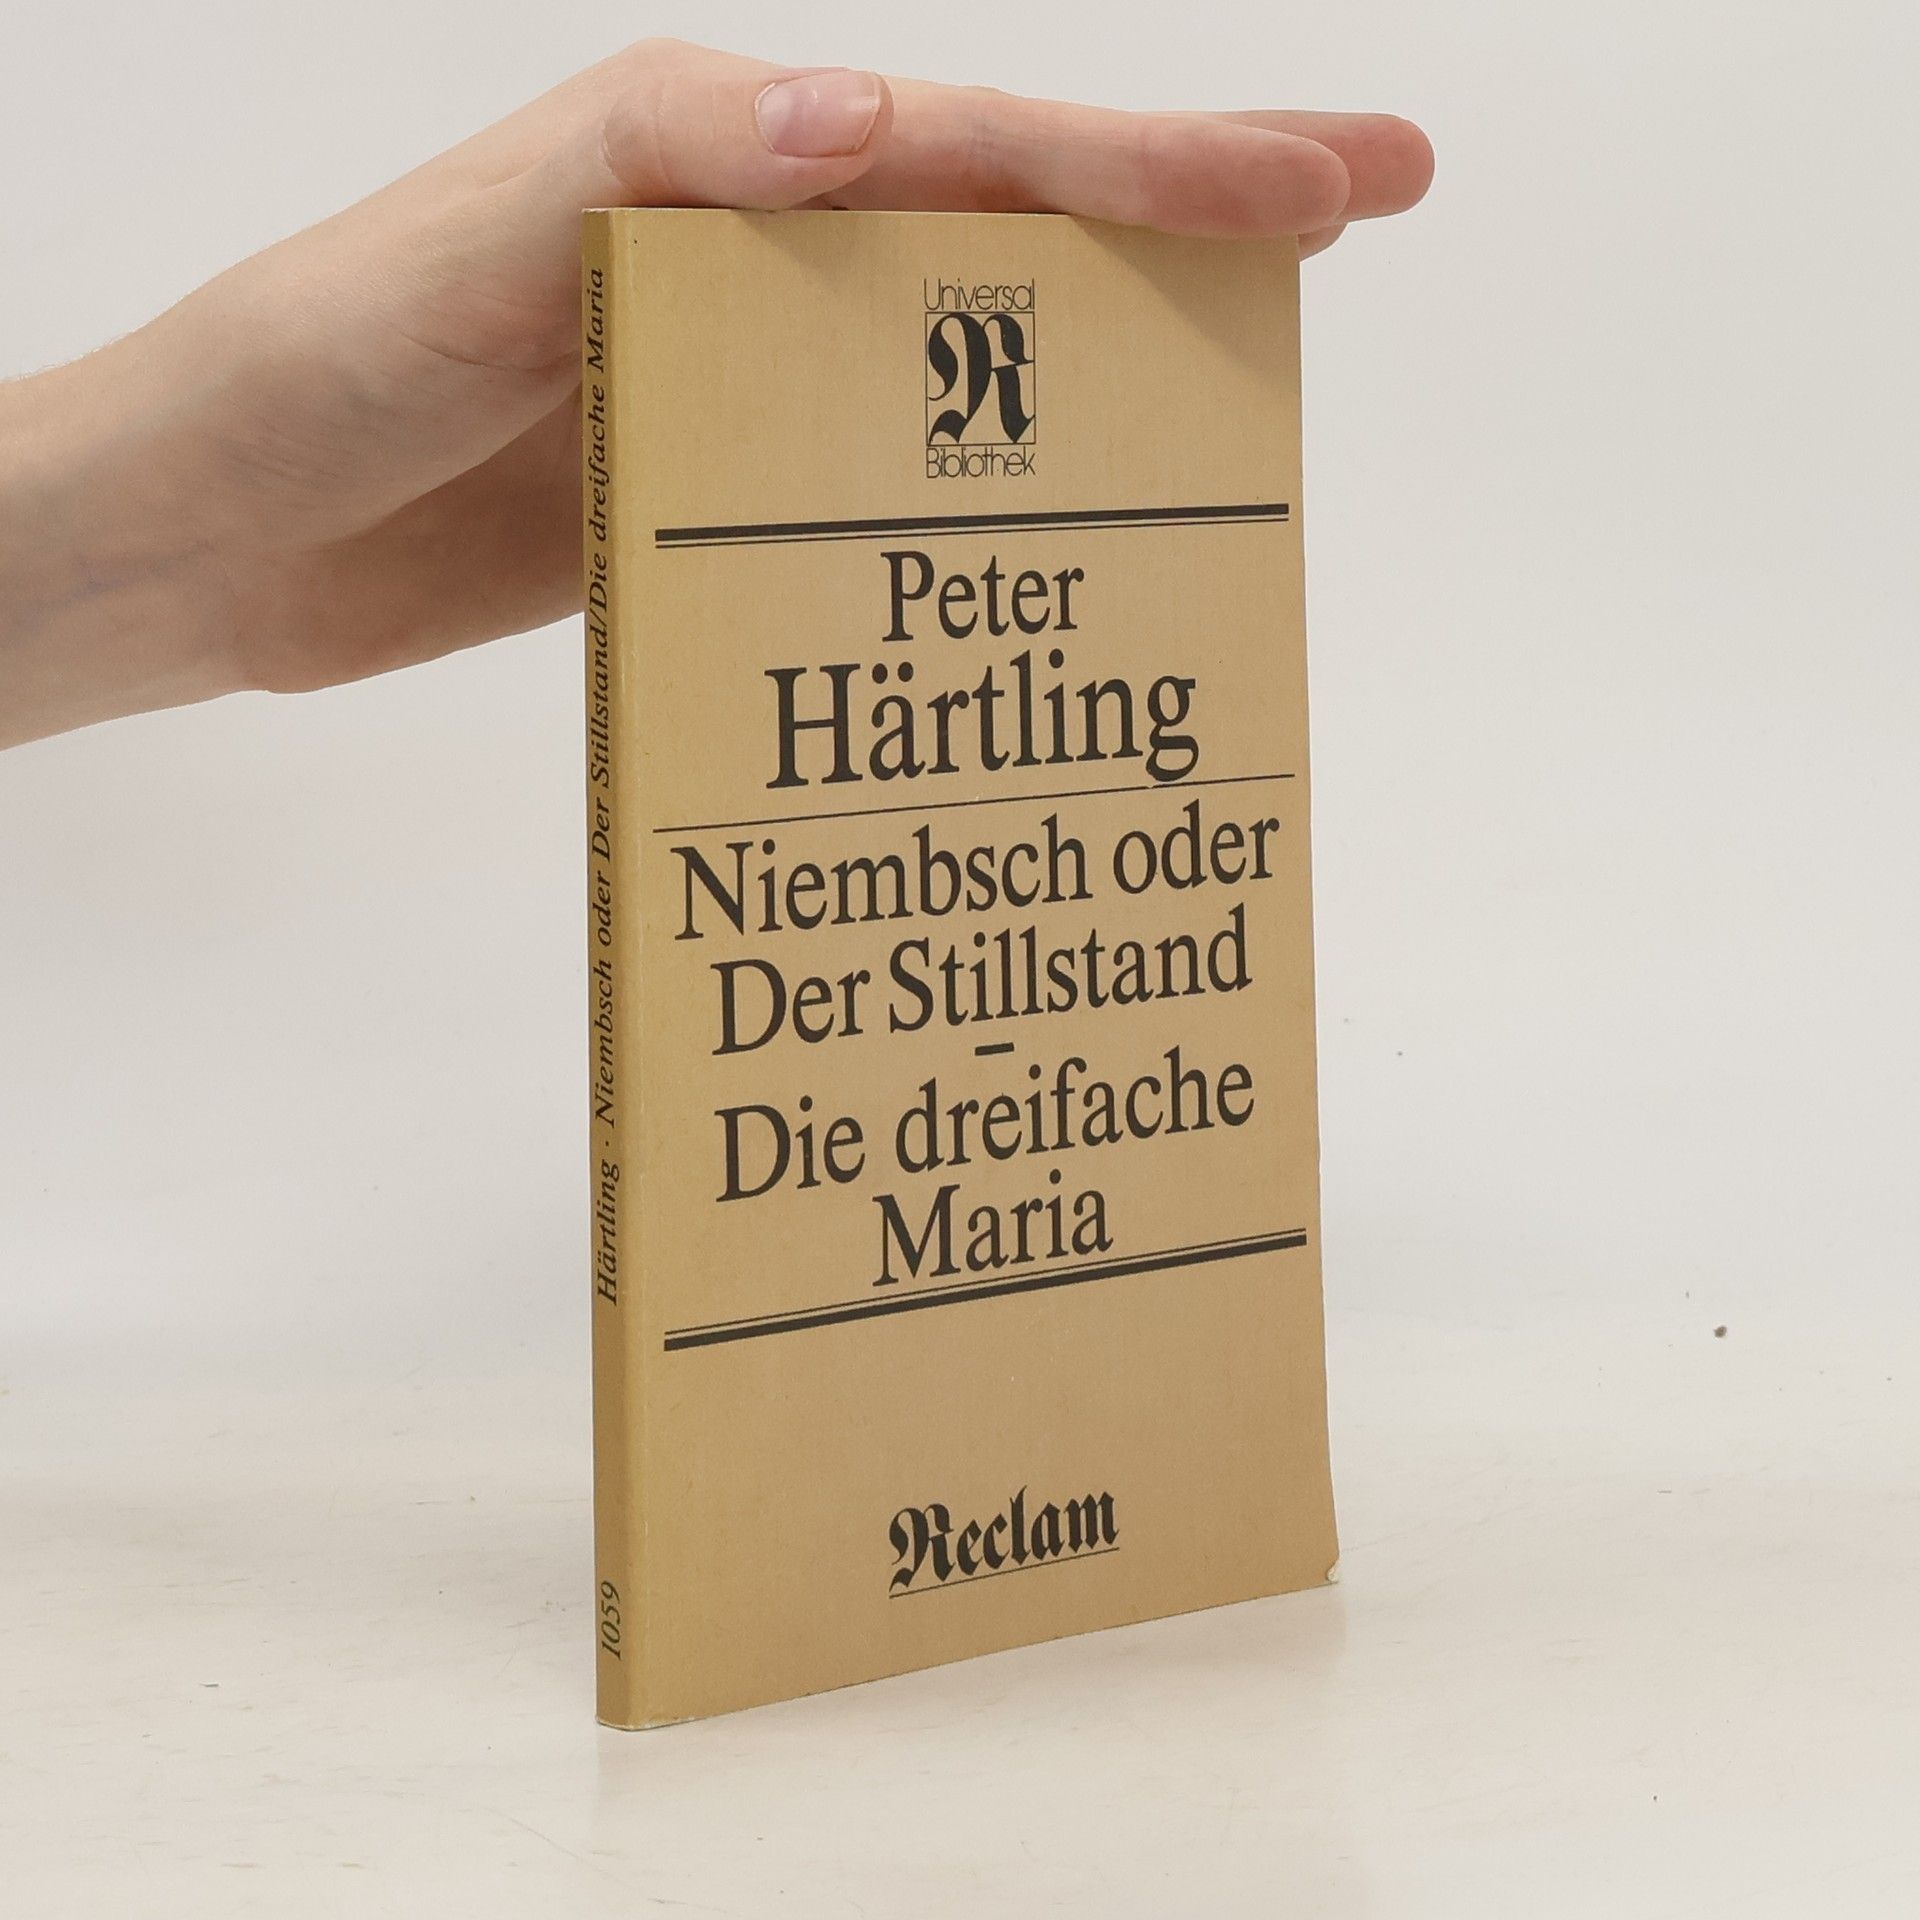 Universal
R
Bibliothek
Peter
Härtling
Niembsch oder
Der Stillstand
–
Die dreifache
Maria
Reclam
Härtling · Niembsch oder Der Stillstand/Die dreifache Maria
1059